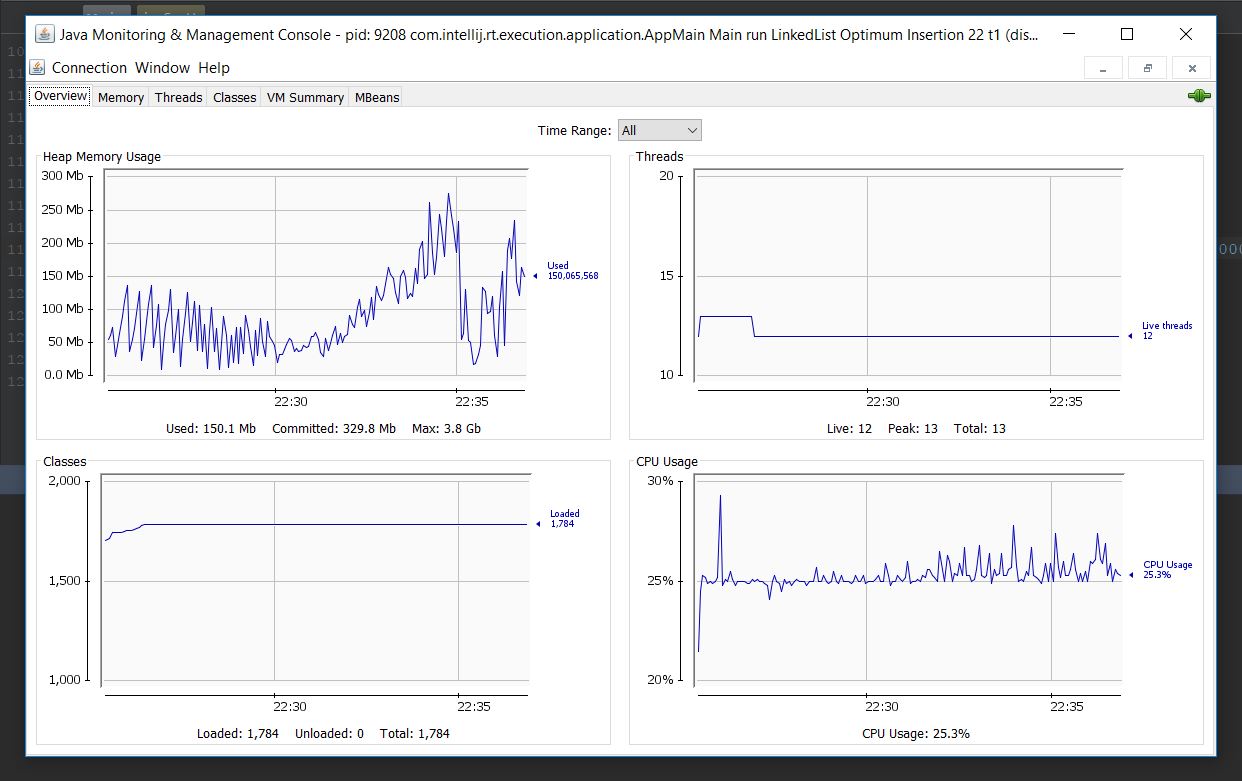 Java Monitoring & Management Console - pid: 9208 com.intellij.rt.execution.application.AppMain Main run LinkedList Optimum Insertion 22 t1 (dis...
Connection Window Help
Overview Memory Threads Classes VM Summary MBeans
Time Range: All
Heap Memory Usage
300 Mb
250 Mb
200 Mb
150 Mb
100 Mb
50 Mb
0.0 Mb
Used
150,065,568
22:30 22:35
Used: 150.1 Mb Committed: 329.8 Mb Max: 3.8 Gb
Threads
20
15
10
Live threads
12
22:30 22:35
Live: 12 Peak: 13 Total: 13
Classes
2,000
1,500
1,000
Loaded
1,784
22:30 22:35
Loaded: 1,784 Unloaded: 0 Total: 1,784
CPU Usage
30%
25%
20%
CPU Usage
25.3%
22:30 22:35
CPU Usage: 25.3%